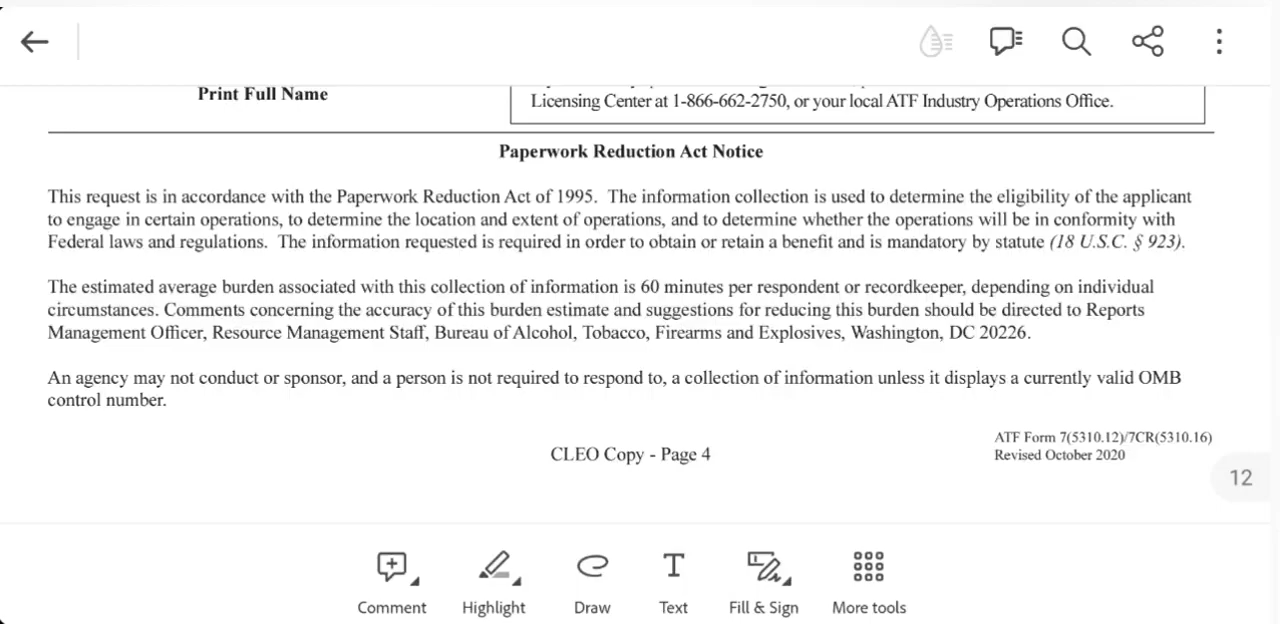 Print Full Name
Licensing Center at 1-866-662-2750, or your local ATF Industry Operations Office.
Paperwork Reduction Act Notice
This request is in accordance with the Paperwork Reduction Act of 1995.  The information collection is used to determine the eligibility of the applicant
to engage in certain operations, to determine the location and extent of operations, and to determine whether the operations will be in conformity with
Federal laws and regulations.  The information requested is required in order to obtain or retain a benefit and is mandatory by statute (18 U.S.C. § 923).
The estimated average burden associated with this collection of information is 60 minutes per respondent or recordkeeper, depending on individual
circumstances. Comments concerning the accuracy of this burden estimate and suggestions for reducing this burden should be directed to Reports
Management Officer, Resource Management Staff, Bureau of Alcohol, Tobacco, Firearms and Explosives, Washington, DC 20226.
An agency may not conduct or sponsor, and a person is not required to respond to, a collection of information unless it displays a currently valid OMB
control number.
ATF Form 7(5310.12)/7CR(5310.16)
CLEO Copy - Page 4
Revised October 2020
12
Comment
Highlight
Draw
Text
Fill & Sign
More tools